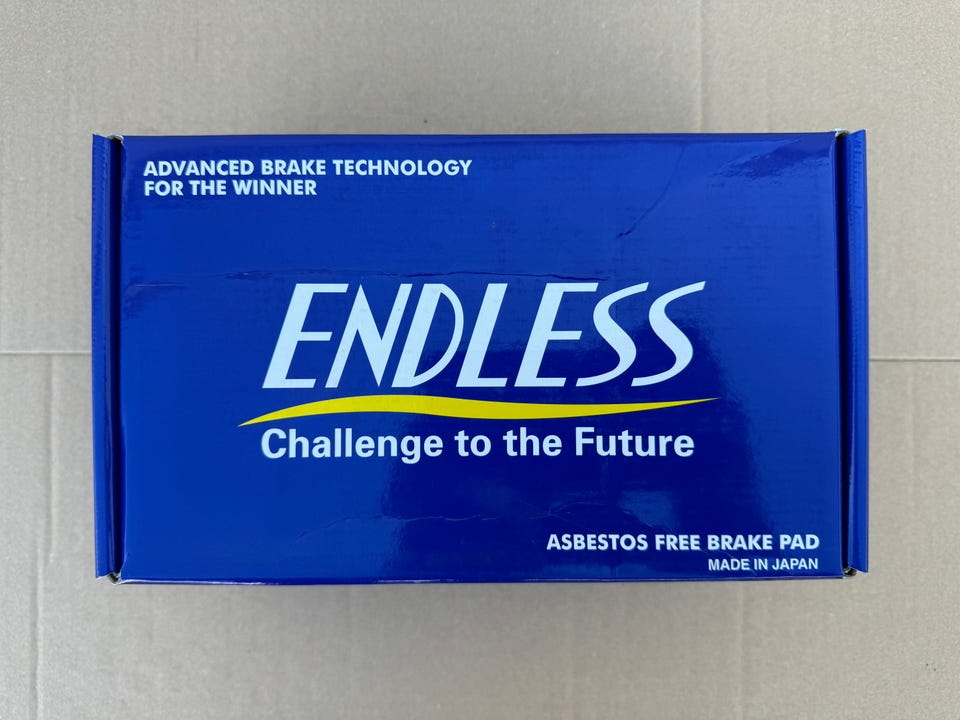 ADVANCED BRAKE TECHNOLOGY
FOR THE WINNER
ENDLESS
Challenge to the Future
ASBESTOS FREE BRAKE PAD
MADE IN JAPAN